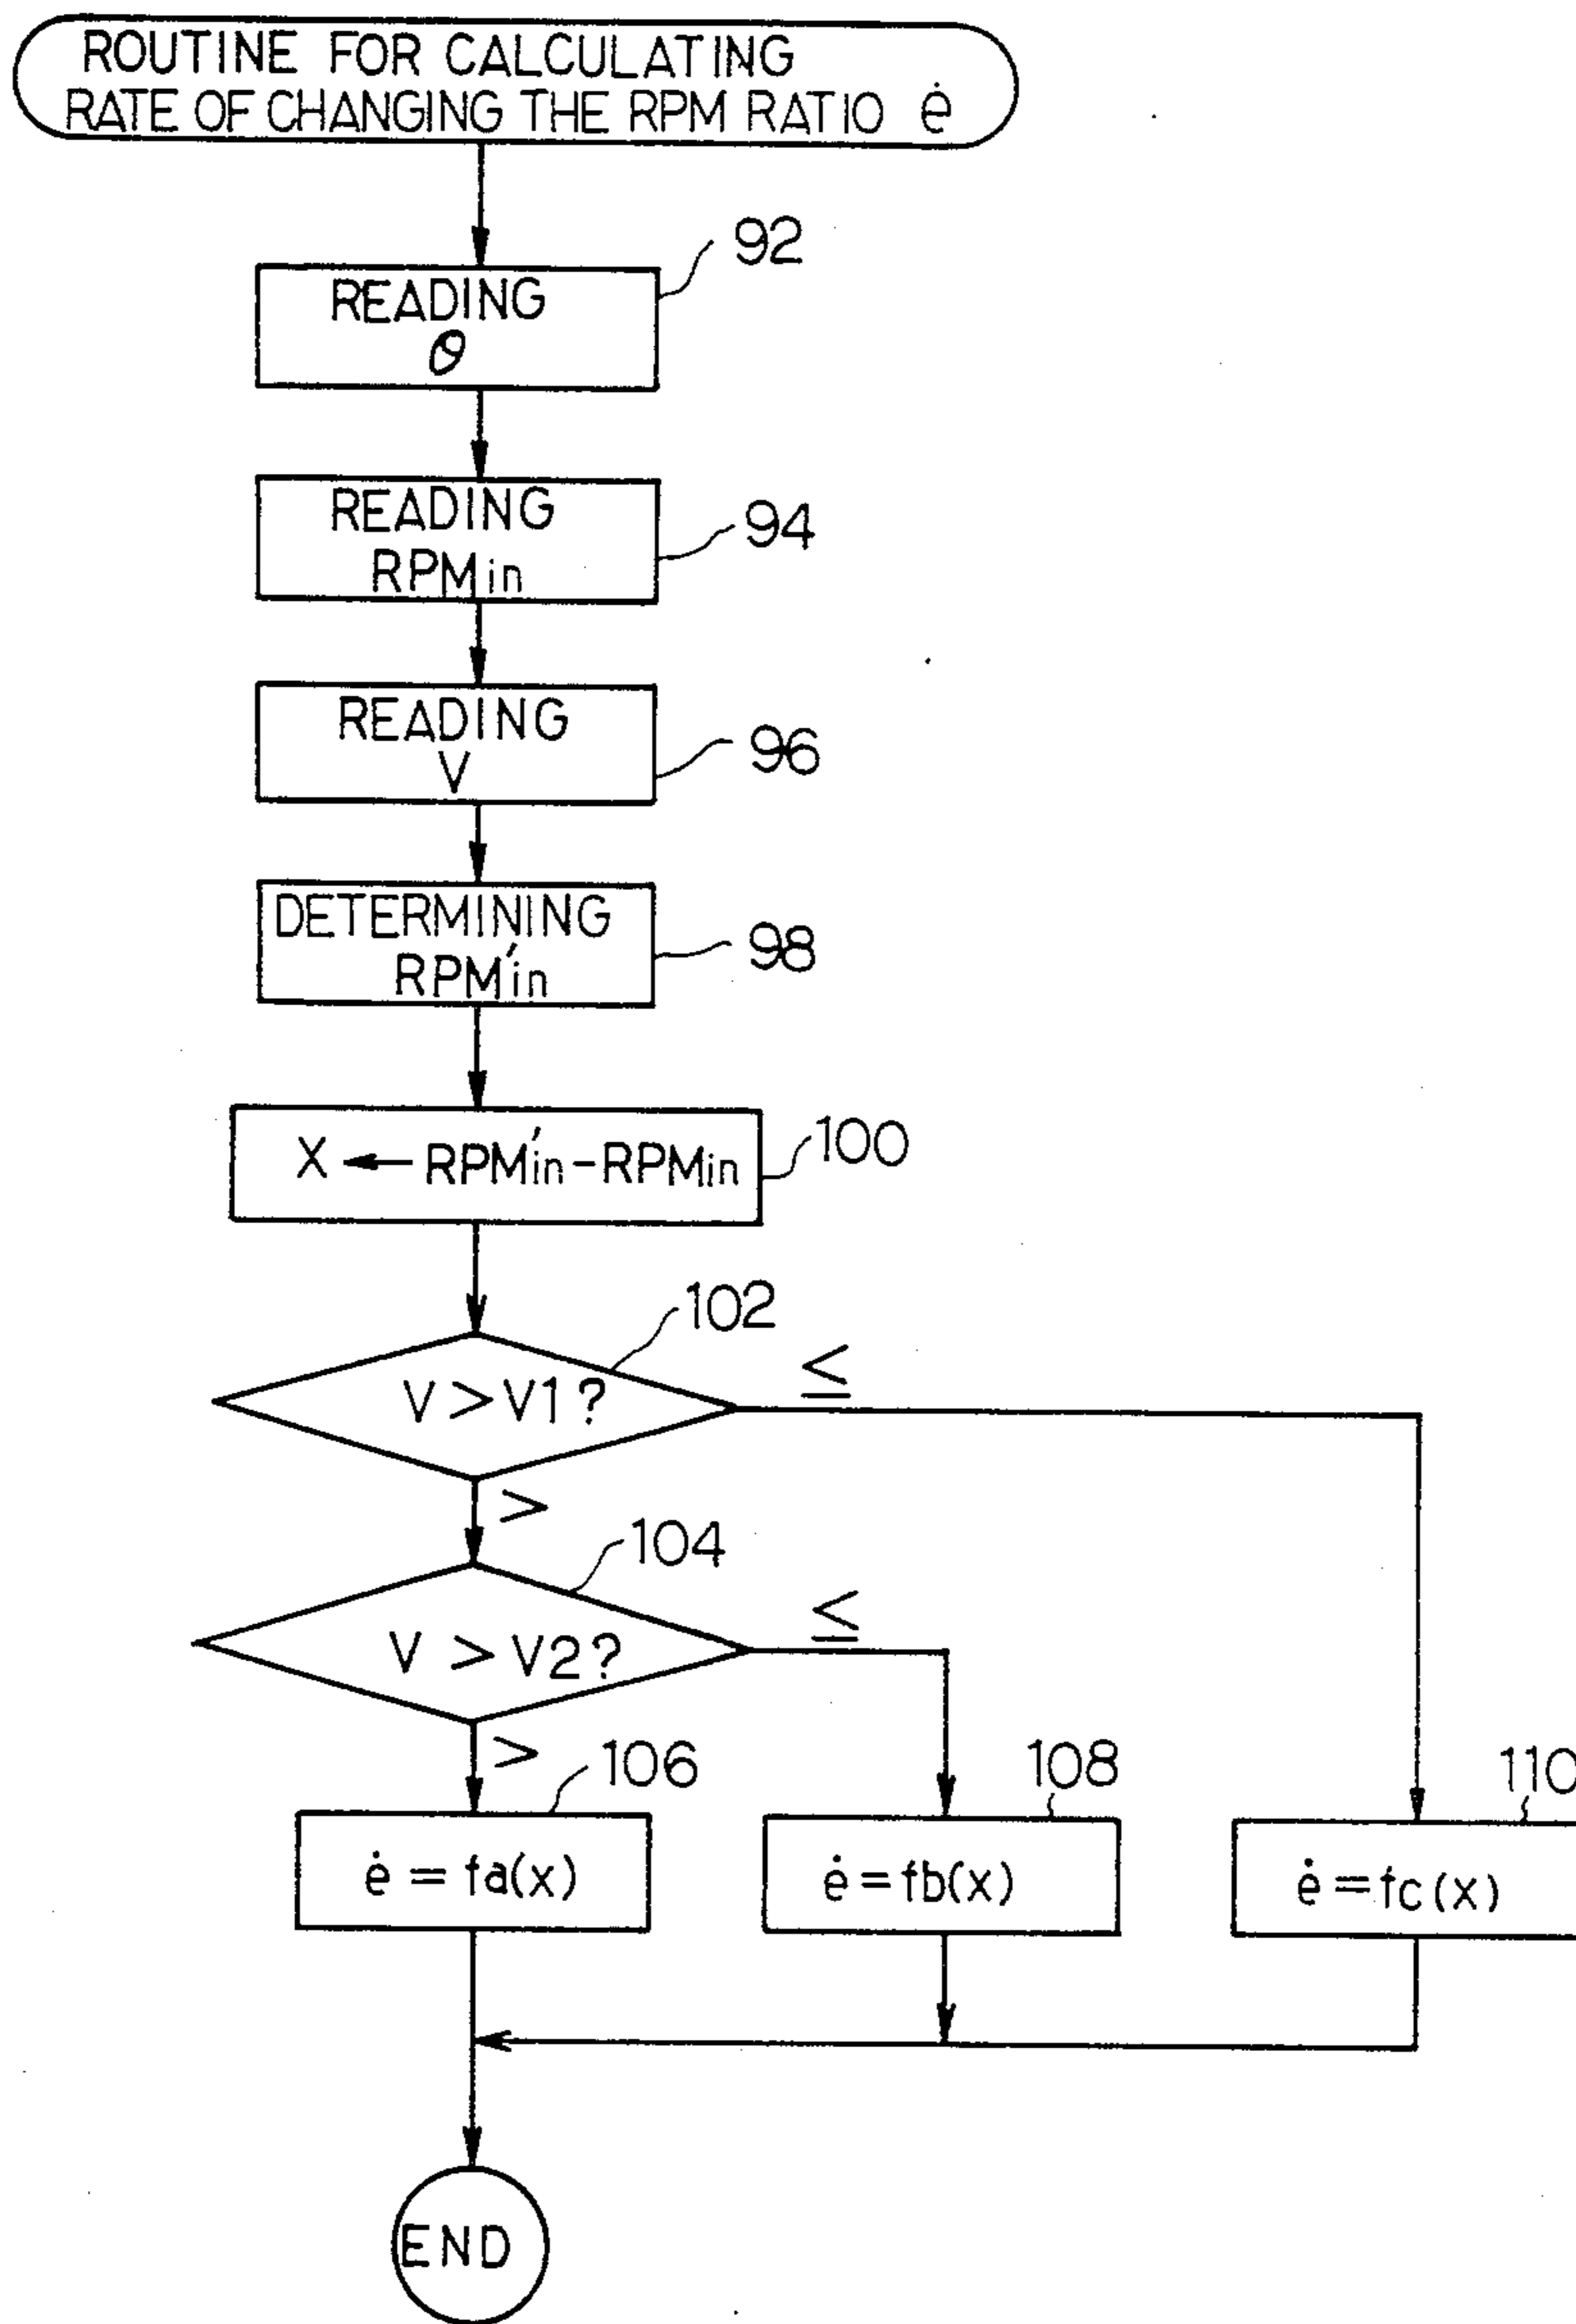 ROUTINE FOR CALCULATING
RATE OF CHANGING THE RPM RATIO ė
92
READING
θ
94
READING
RPMin
96
READING
V
98
DETERMINING
RPM'in
100
X ← RPM'in - RPMin
102
V > V1?
≤
>
104
V > V2?
≤
>
106
ė = fa(x)
108
ė = fb(x)
110
ė = fc(x)
END